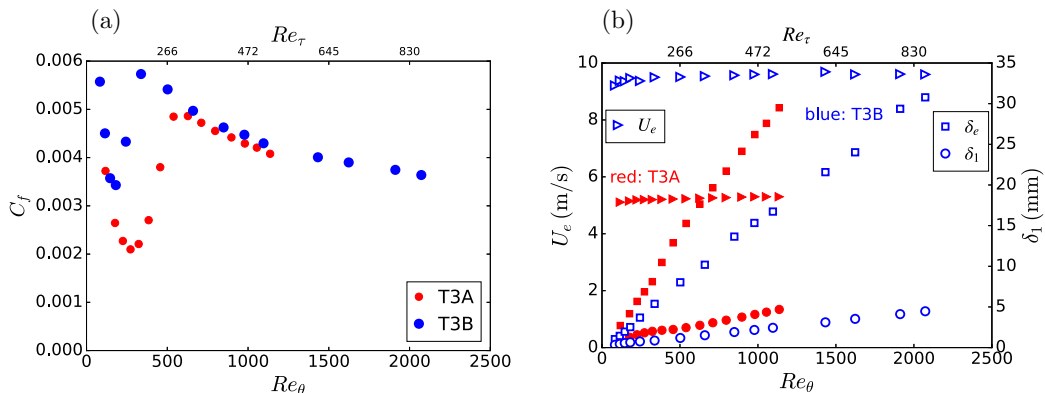 (a)
Re_τ
266 472 645 830
0.006
0.005
0.004
0.003
0.002
0.001
0.000
C_f
T3A
T3B
0 500 1000 1500 2000 2500
Re_θ
(b)
Re_τ
266 472 645 830
10
8
6
4
2
0
U_e (m/s)
U_e
blue: T3B
δ_e
δ_1
red: T3A
35
30
25
20
15
10
5
0
δ_1 (mm)
0 500 1000 1500 2000 2500
Re_θ